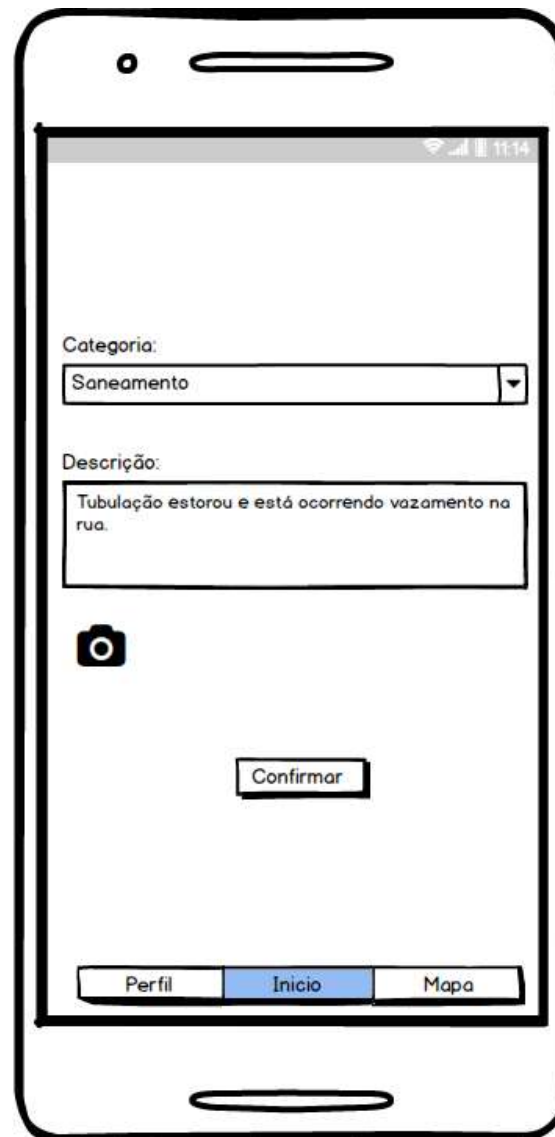 11:14
Categoria:
Saneamento
Descrição:
Tubulação estorou e está ocorrendo vazamento na
rua.
Confirmar
Perfil Inicio Mapa